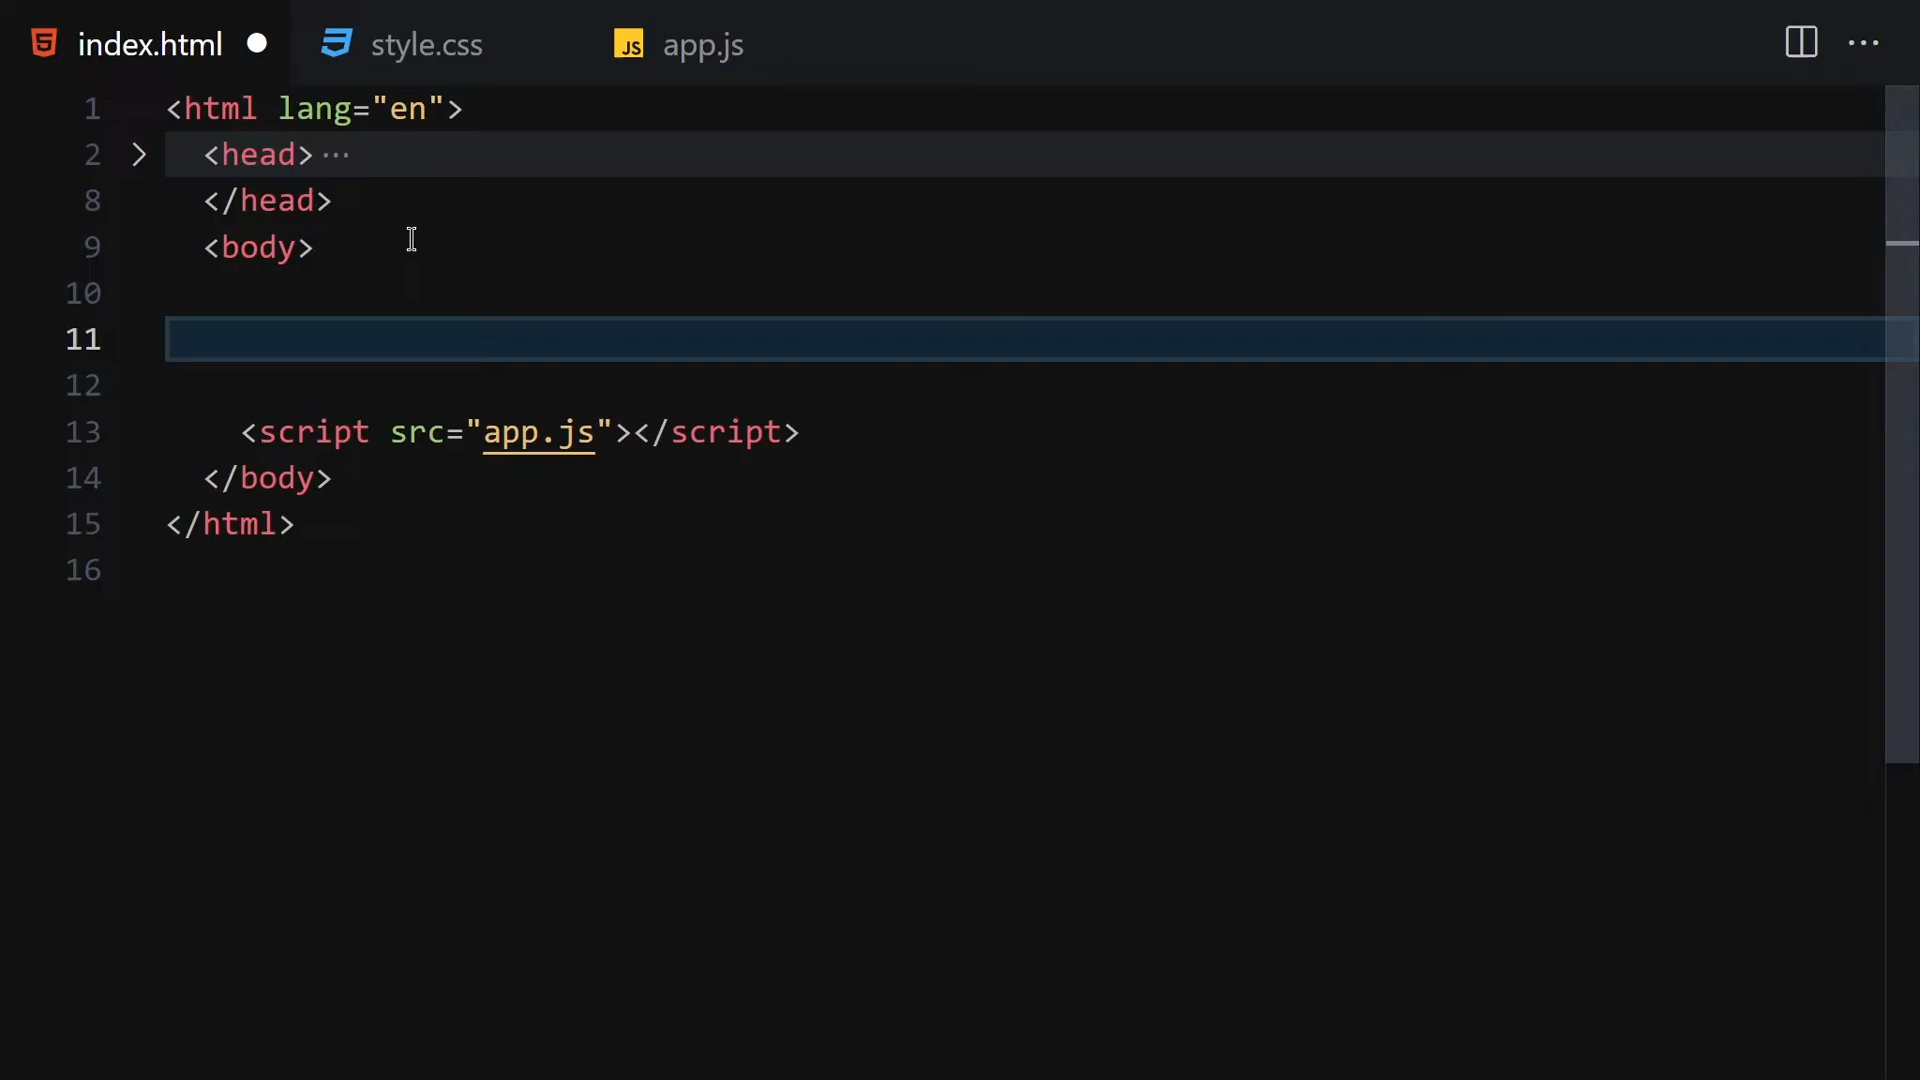 index.html style.css JS app.js
1 <html lang="en">
2 <head>
8 </head>
9 <body>
10
11
12
13 <script src="app.js"></script>
14 </body>
15 </html>
16